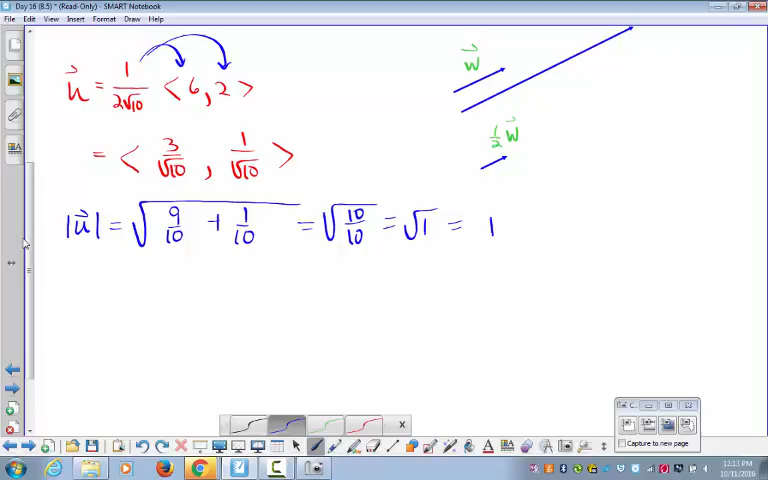 Day 16 (8.5) * (Read-Only) - SMART Notebook
File Edit View Insert Format Draw Help
u⃗ = 1/(2√10) <6, 2>
w⃗
1/2 w⃗
= < 3/√10, 1/√10 >
|u⃗| = √(9/10 + 1/10) = √(10/10) = √1 = 1
Capture to new page
12:13 PM
10/11/2016